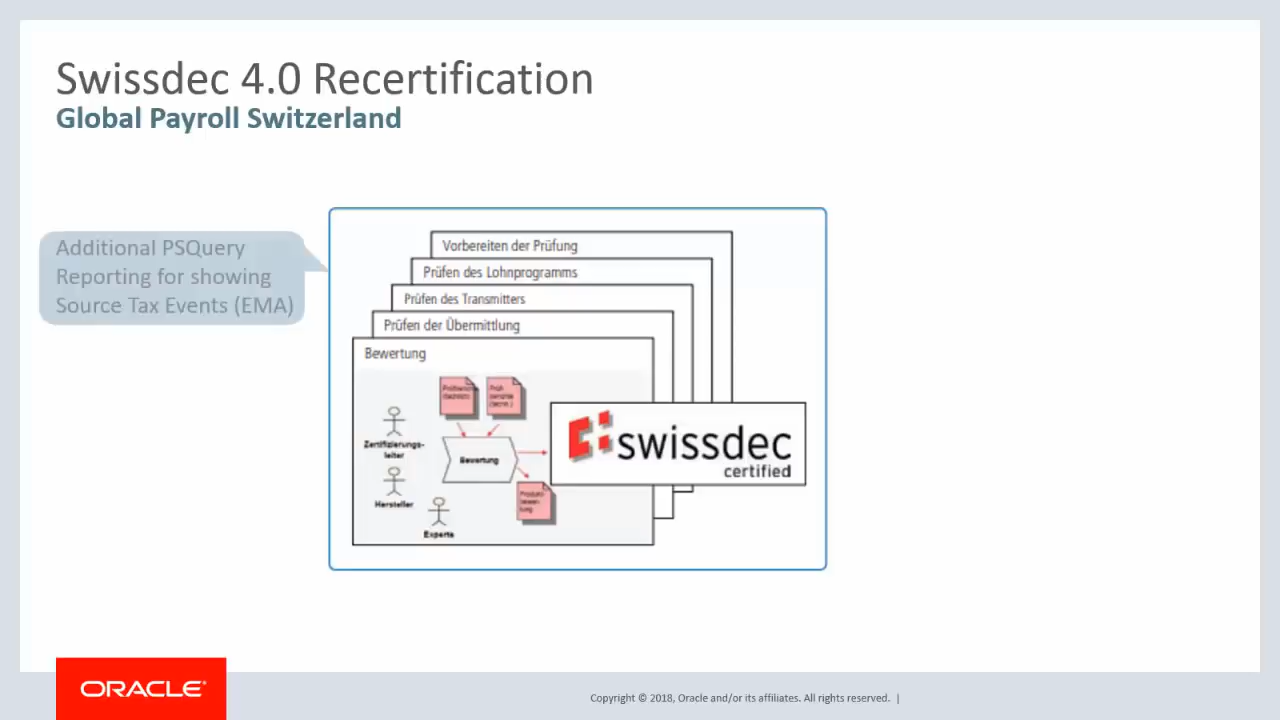 Swissdec 4.0 Recertification
Global Payroll Switzerland
Additional PSQuery
Reporting for showing
Source Tax Events (EMA)
Vorbereiten der Prüfung
Prüfen des Lohnprogramms
Prüfen des Transmitters
Prüfen der Übermittlung
Bewertung
Zertifizierungs-
leiter
Bewertung
Hersteller
Experte
swissdec
certified
ORACLE
Copyright © 2018, Oracle and/or its affiliates. All rights reserved. |